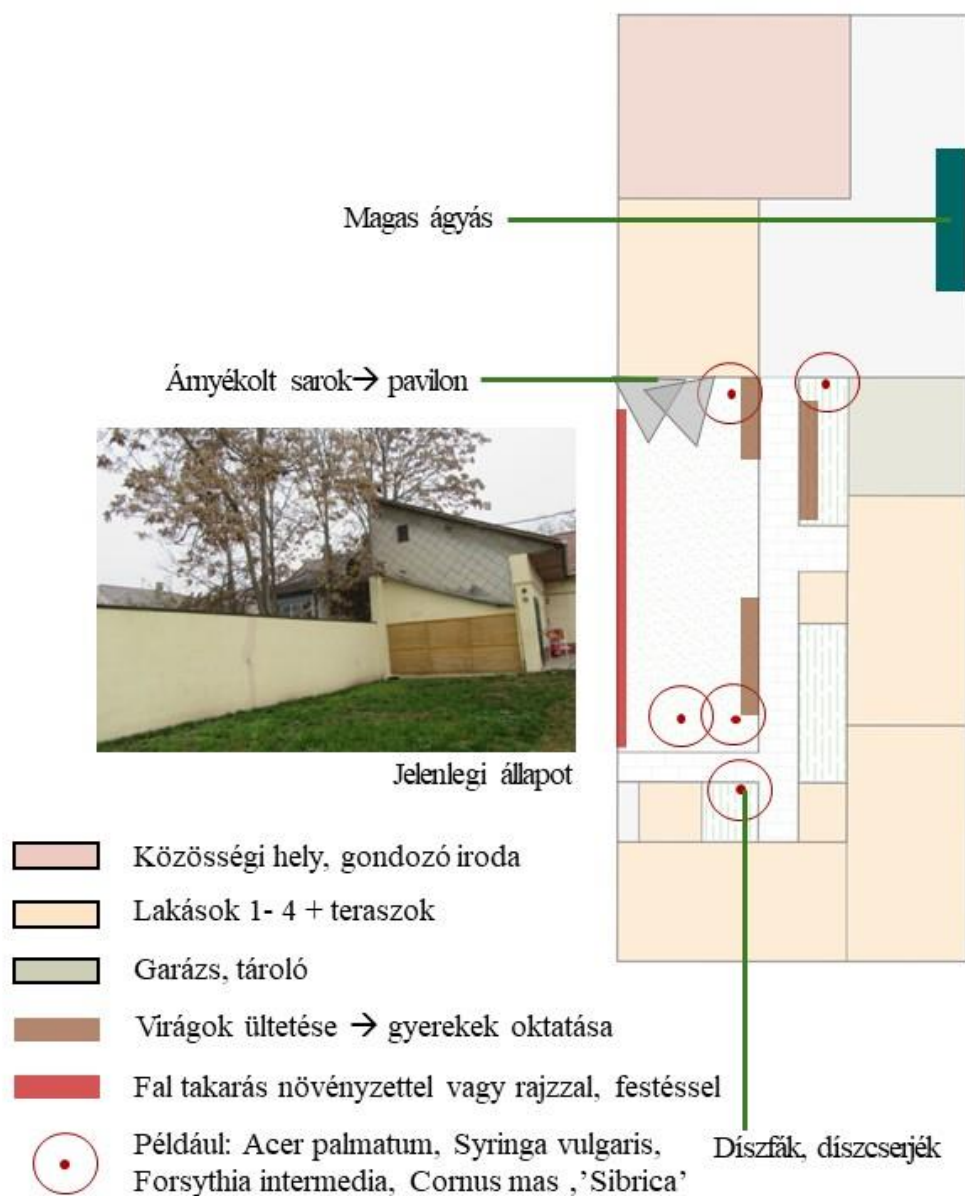 Magas ágyás
Árnyékolt sarok→ pavilon
Jelenlegi állapot
Közösségi hely, gondozó iroda
Lakások 1- 4 + teraszok
Garázs, tároló
Virágok ültetése → gyerekek oktatása
Fal takarás növényzettel vagy rajzzal, festéssel
Például: Acer palmatum, Syringa vulgaris,
Forsythia intermedia, Cornus mas ,’Sibrica’
Díszfák, díszcserjék